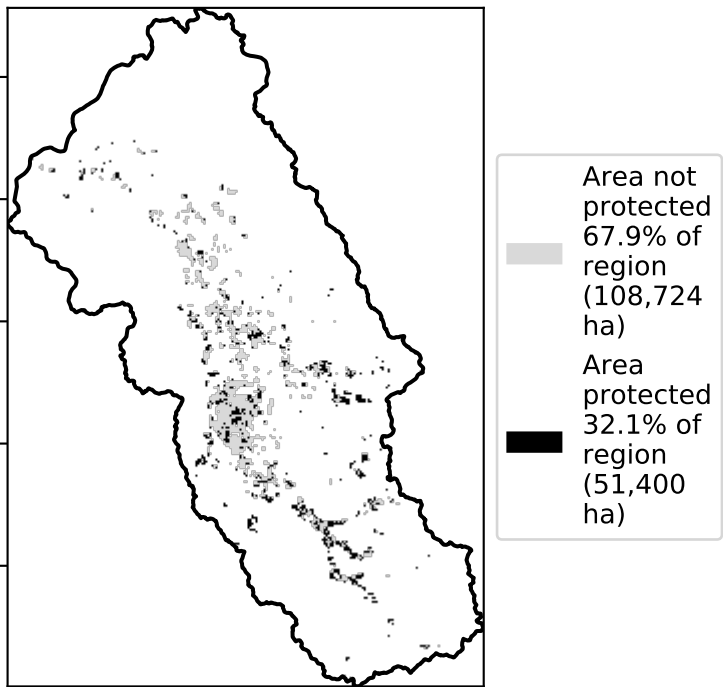 Area not
protected
67.9% of
region
(108,724
ha)
Area
protected
32.1% of
region
(51,400
ha)